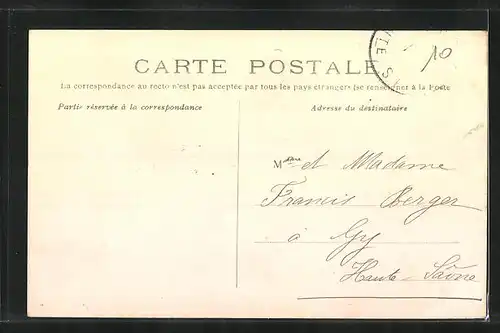 CARTE POSTALE
10
La correspondance au recto n'est pas acceptée par tous les pays étrangers (se renseigner à la Poste
Partie réservée à la correspondance
Adresse du destinataire
et Madame
Francis Berger
à Gy
Haute-Saône